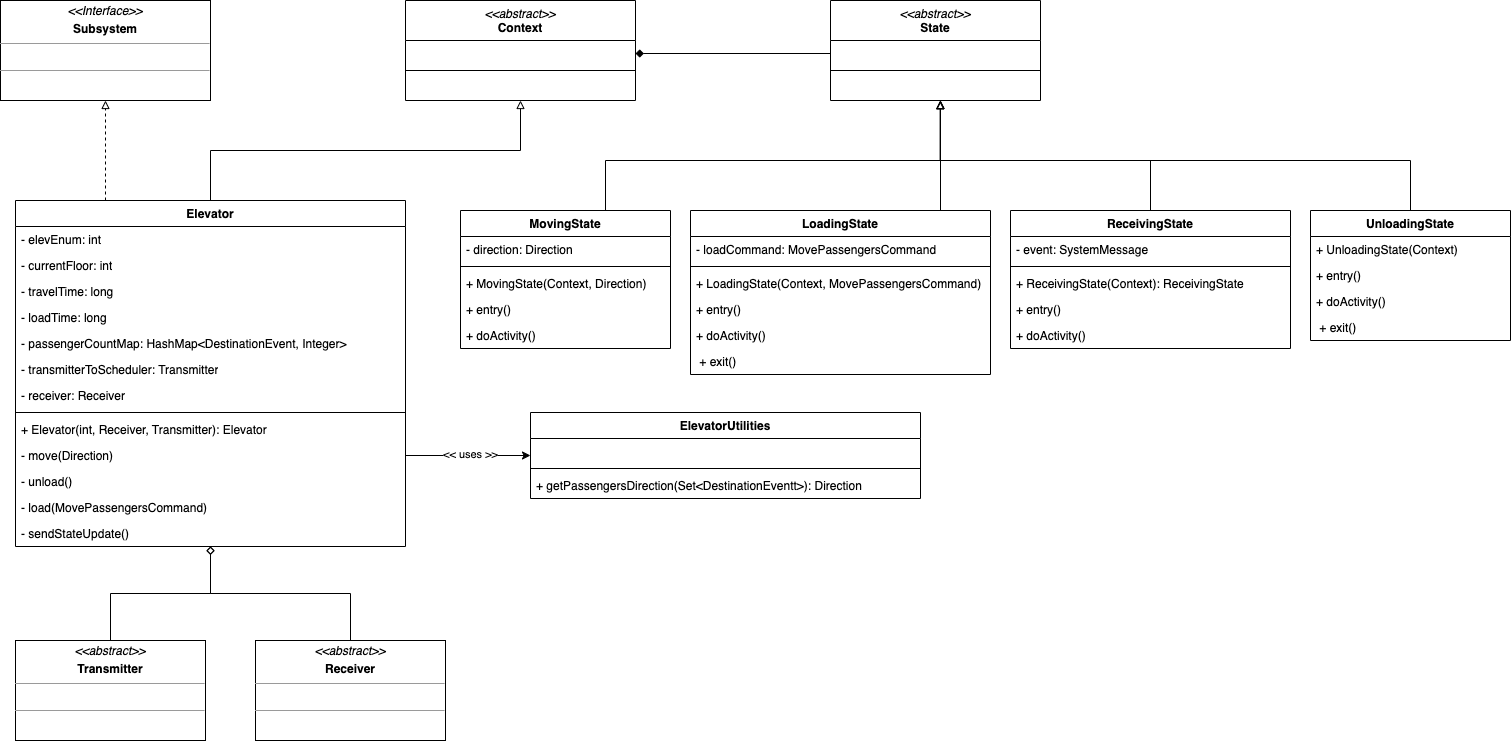 <<Interface>>
Subsystem
<<abstract>>
Context
<<abstract>>
State
Elevator
- elevEnum: int
- currentFloor: int
- travelTime: long
- loadTime: long
- passengerCountMap: HashMap<DestinationEvent, Integer>
- transmitterToScheduler: Transmitter
- receiver: Receiver
+ Elevator(int, Receiver, Transmitter): Elevator
- move(Direction)
- unload()
- load(MovePassengersCommand)
- sendStateUpdate()
MovingState
- direction: Direction
+ MovingState(Context, Direction)
+ entry()
+ doActivity()
LoadingState
- loadCommand: MovePassengersCommand
+ LoadingState(Context, MovePassengersCommand)
+ entry()
+ doActivity()
+ exit()
ReceivingState
- event: SystemMessage
+ ReceivingState(Context): ReceivingState
+ entry()
+ doActivity()
UnloadingState
+ UnloadingState(Context)
+ entry()
+ doActivity()
+ exit()
<< uses >>
ElevatorUtilities
+ getPassengersDirection(Set<DestinationEventt>): Direction
<<abstract>>
Transmitter
<<abstract>>
Receiver